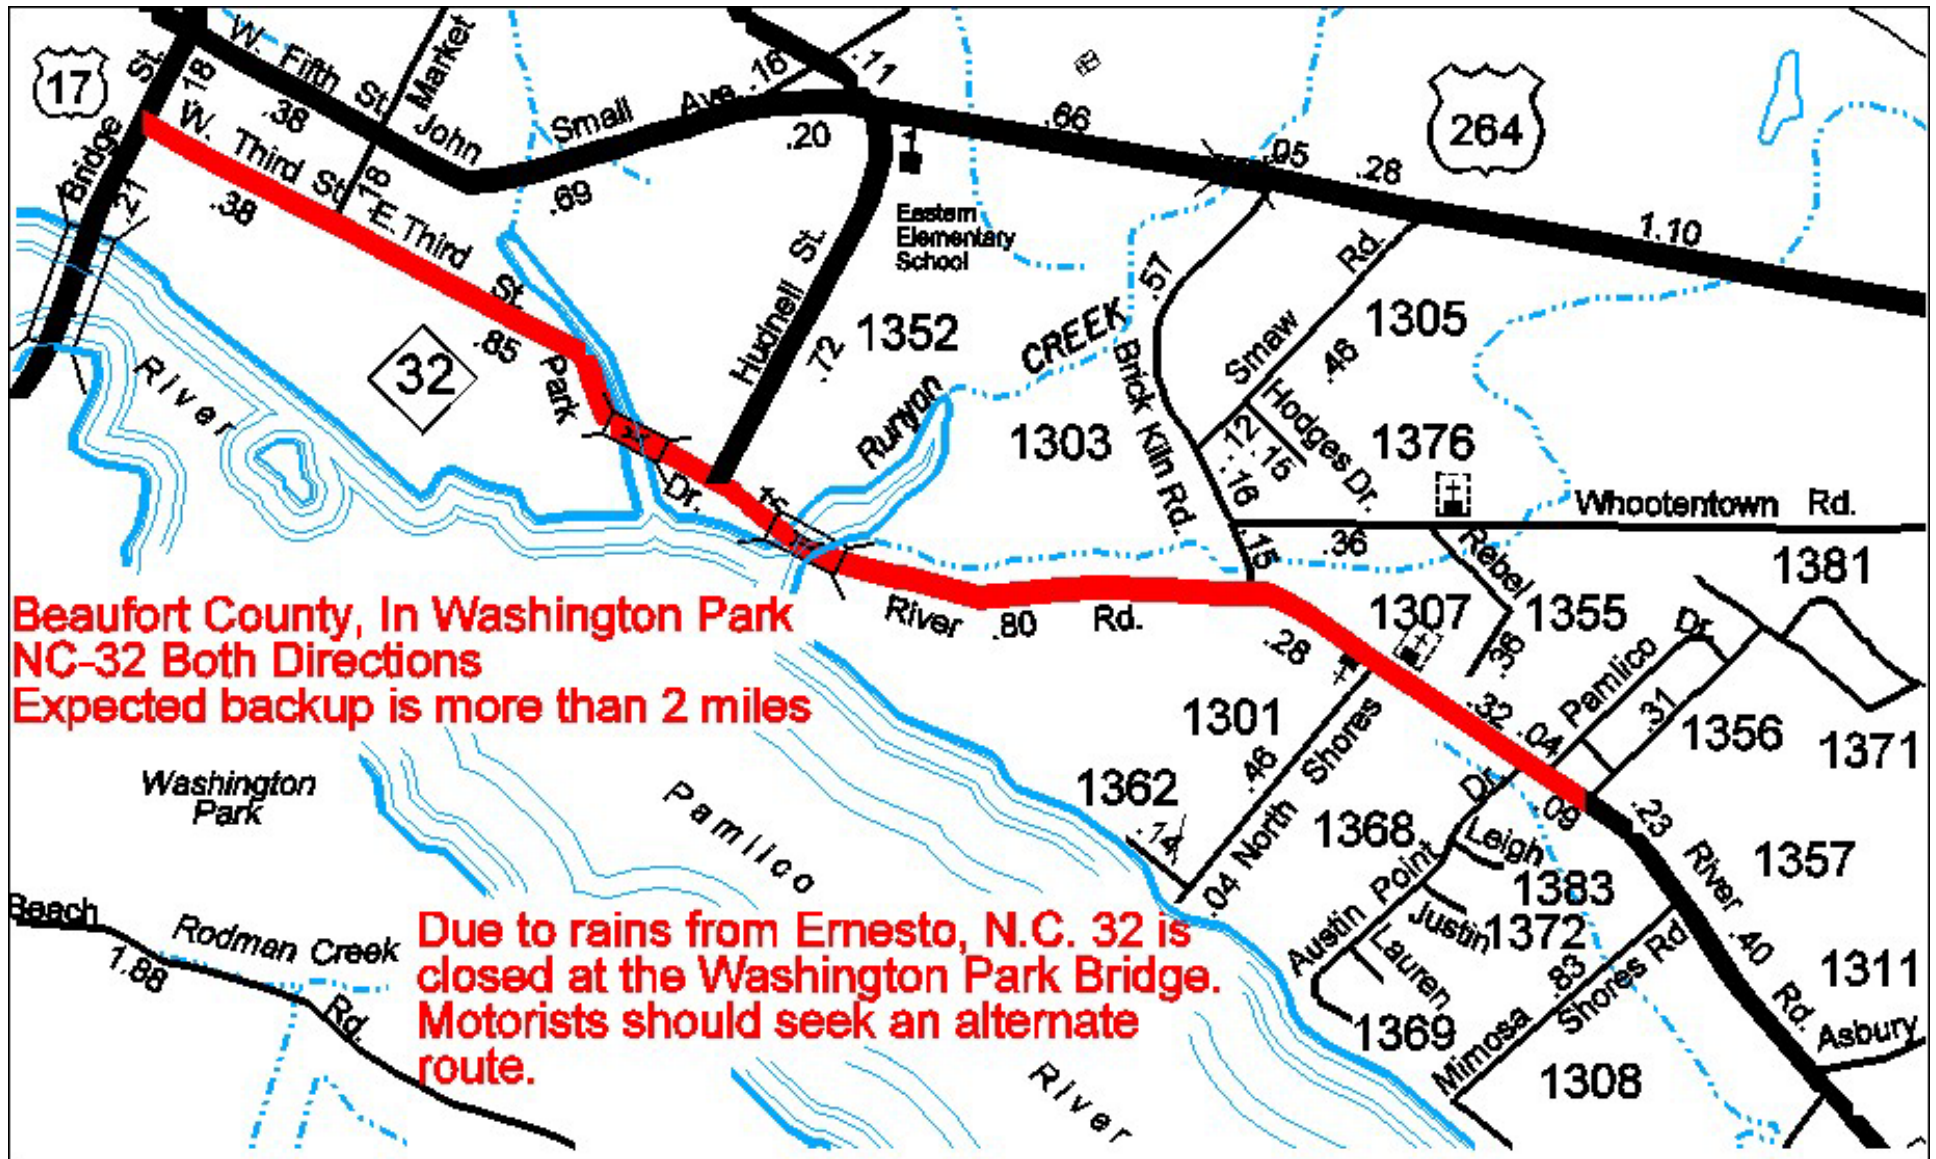 17
St.
.18
W. Fifth St
.38
Market
John
Small
Ave
.16
.11
.20
.69
.66
264
.05
.28
1.10
Bridge
.21
W. Third St
.38
.18
E. Third
St
.85
Park
32
River
Eastern
Elementary
School
Hudnell St.
.72
1352
Runyon
CREEK
.57
Brick Kiln Rd.
1303
Smaw
Rd.
1305
.46
Hodges Dr.
.12
.15
.16
1376
Whootentown Rd.
.36
.15
Dr.
.15
Rebel
1381
1307
1355
.36
River .80 Rd.
.28
Beaufort County, In Washington Park
NC-32 Both Directions
Expected backup is more than 2 miles
.32
.04
Pamlico
Dr
.31
1356
1371
1301
.46
North Shores
1362
.14
.04
Dr
.09
.23
1368
Leigh
1383
River
1357
Washington
Park
Pamlico
Austin Point
Justin
1372
Lauren
1369
.40
Rd.
1311
Asbury
Beach
1.88
Rodman Creek
Rd.
Due to rains from Ernesto, N.C. 32 is
closed at the Washington Park Bridge.
Motorists should seek an alternate
route.
River
Mimosa
.83
Shores Rd
1308